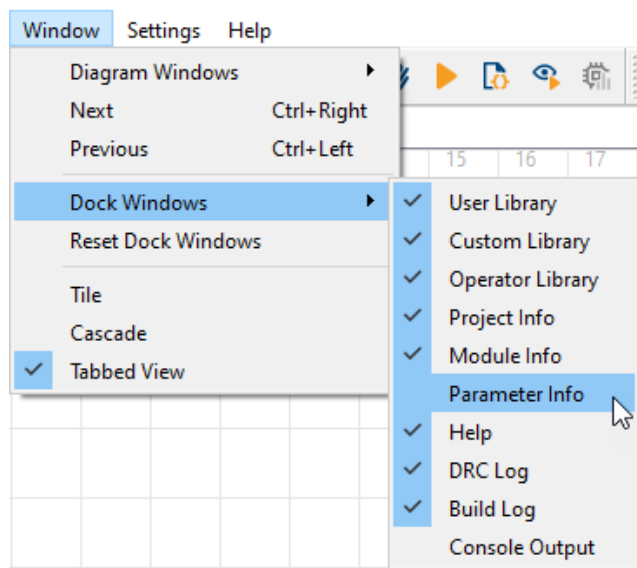 Window Settings Help
Diagram Windows
Next Ctrl+Right
Previous Ctrl+Left
Dock Windows
Reset Dock Windows
Tile
Cascade
Tabbed View
15 16 17
User Library
Custom Library
Operator Library
Project Info
Module Info
Parameter Info
Help
DRC Log
Build Log
Console Output